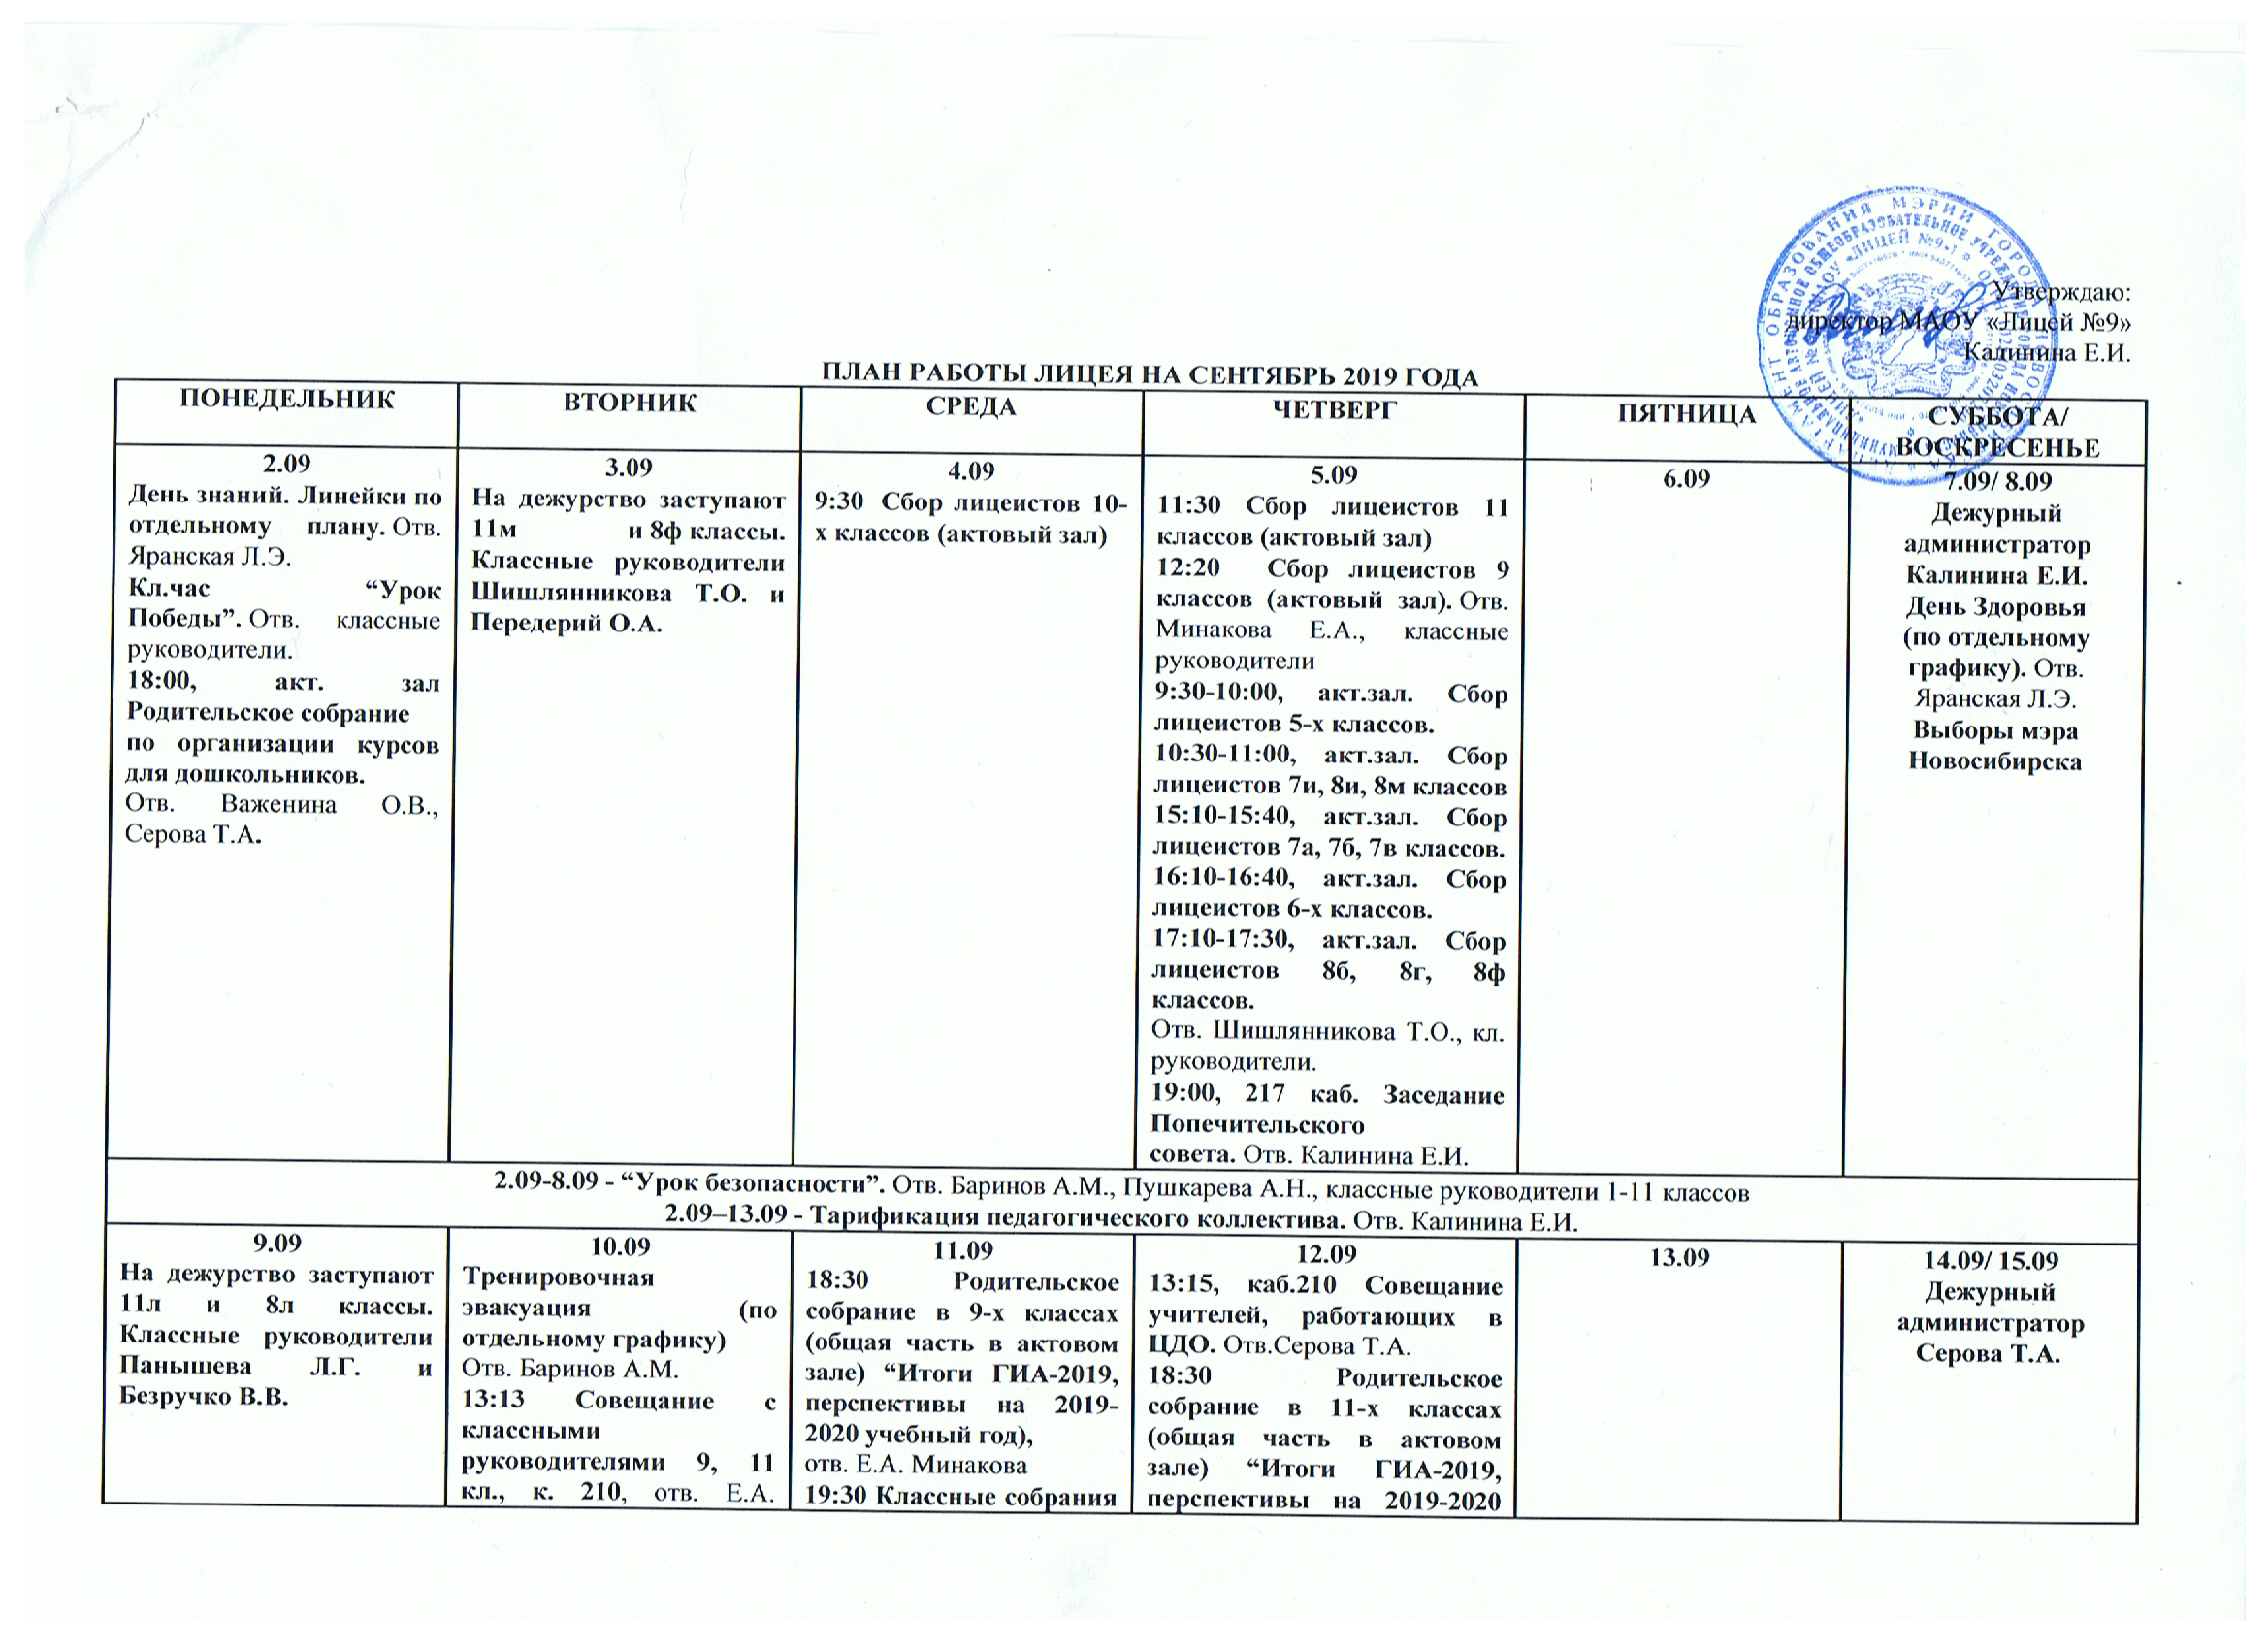 ОБРАЗОВАНИЯ МЭРИИ ГОРОДА
ОБЩЕОБРАЗОВАТЕЛЬНОЕ
«ЛИЦЕЙ №9»
Утверждаю:
директор МАОУ «Лицей №9»
Калинина Е.И.
ПЛАН РАБОТЫ ЛИЦЕЯ НА СЕНТЯБРЬ 2019 ГОДА
ПОНЕДЕЛЬНИК
ВТОРНИК
СРЕДА
ЧЕТВЕРГ
ПЯТНИЦА
СУББОТА/
ВОСКРЕСЕНЬЕ
2.09
День знаний. Линейки по
отдельному плану. Отв.
Яранская Л.Э.
Кл.час “Урок
Победы”. Отв. классные
руководители.
18:00, акт. зал
Родительское собрание
по организации курсов
для дошкольников.
Отв. Важенина О.В.,
Серова Т.А.
3.09
На дежурство заступают
11м и 8ф классы.
Классные руководители
Шишлянникова Т.О. и
Передерий О.А.
4.09
9:30 Сбор лицеистов 10-
х классов (актовый зал)
5.09
11:30 Сбор лицеистов 11
классов (актовый зал)
12:20 Сбор лицеистов 9
классов (актовый зал). Отв.
Минакова Е.А., классные
руководители
9:30-10:00, акт.зал. Сбор
лицеистов 5-х классов.
10:30-11:00, акт.зал. Сбор
лицеистов 7и, 8и, 8м классов
15:10-15:40, акт.зал. Сбор
лицеистов 7а, 7б, 7в классов.
16:10-16:40, акт.зал. Сбор
лицеистов 6-х классов.
17:10-17:30, акт.зал. Сбор
лицеистов 8б, 8г, 8ф
классов.
Отв. Шишлянникова Т.О., кл.
руководители.
19:00, 217 каб. Заседание
Попечительского
совета. Отв. Калинина Е.И.
6.09
7.09/ 8.09
Дежурный
администратор
Калинина Е.И.
День Здоровья
(по отдельному
графику). Отв.
Яранская Л.Э.
Выборы мэра
Новосибирска
2.09-8.09 - “Урок безопасности”. Отв. Баринов А.М., Пушкарева А.Н., классные руководители 1-11 классов
2.09–13.09 - Тарификация педагогического коллектива. Отв. Калинина Е.И.
9.09
На дежурство заступают
11л и 8л классы.
Классные руководители
Панышева Л.Г. и
Безручко В.В.
10.09
Тренировочная
эвакуация (по
отдельному графику)
Отв. Баринов А.М.
13:13 Совещание с
классными
руководителями 9, 11
кл., к. 210, отв. Е.А.
11.09
18:30 Родительское
собрание в 9-х классах
(общая часть в актовом
зале) “Итоги ГИА-2019,
перспективы на 2019-
2020 учебный год),
отв. Е.А. Минакова
19:30 Классные собрания
12.09
13:15, каб.210 Совещание
учителей, работающих в
ЦДО. Отв.Серова Т.А.
18:30 Родительское
собрание в 11-х классах
(общая часть в актовом
зале) “Итоги ГИА-2019,
перспективы на 2019-2020
13.09
14.09/ 15.09
Дежурный
администратор
Серова Т.А.